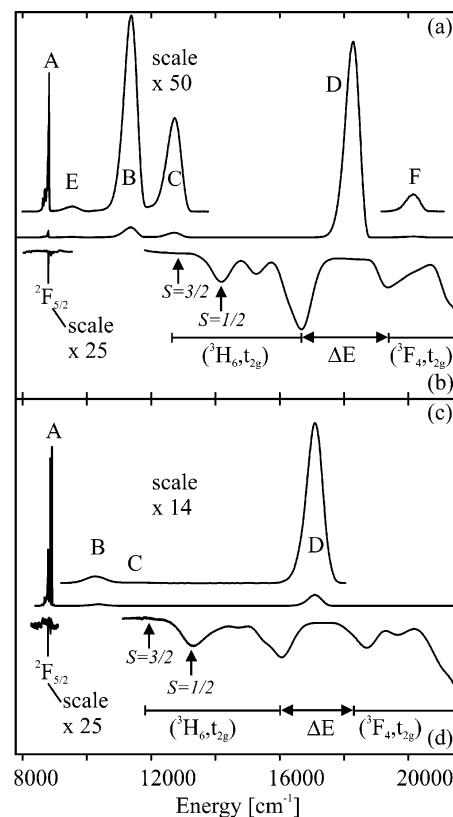 (a)
A
scale
x 50
D
E
B
C
F
²F₅/₂
scale
x 25
S=3/2
S=1/2
(³H₆,t₂g)
ΔE
(³F₄,t₂g)
(b)
(c)
A
scale
x 14
B
C
D
²F₅/₂
scale
x 25
S=3/2
S=1/2
(³H₆,t₂g)
ΔE
(³F₄,t₂g)
(d)
8000 12000 16000 20000
Energy [cm⁻¹]